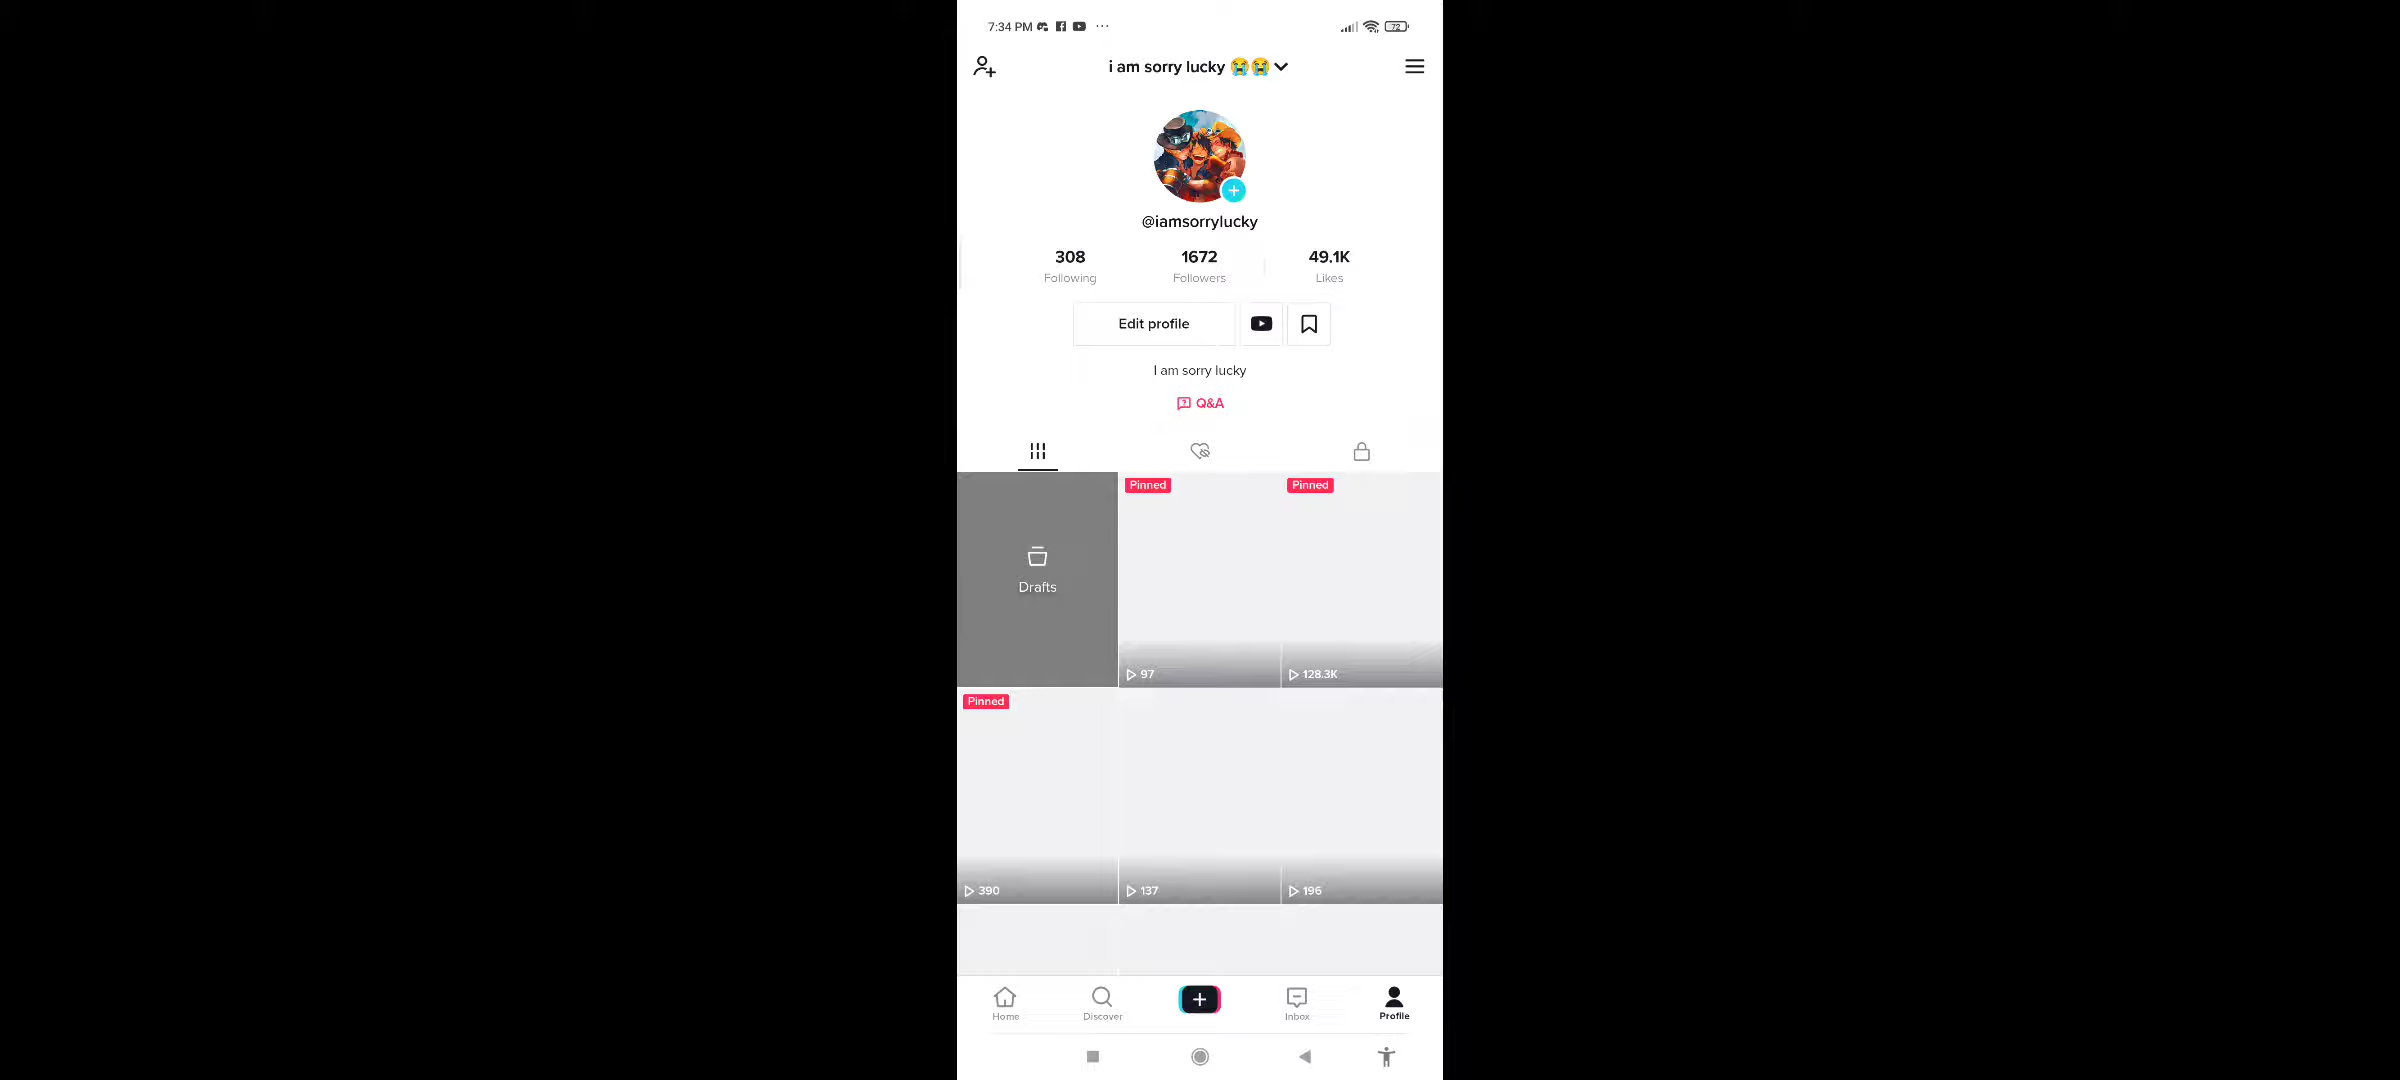 7:34 PM ... 72
i am sorry lucky 😭😭
@iamsorrylucky
308 1672 49.1K
Following Followers Likes
Edit profile
I am sorry lucky
Q&A
Pinned Pinned
Drafts
97 128.3K
Pinned
390 137 196
Home Discover Inbox Profile